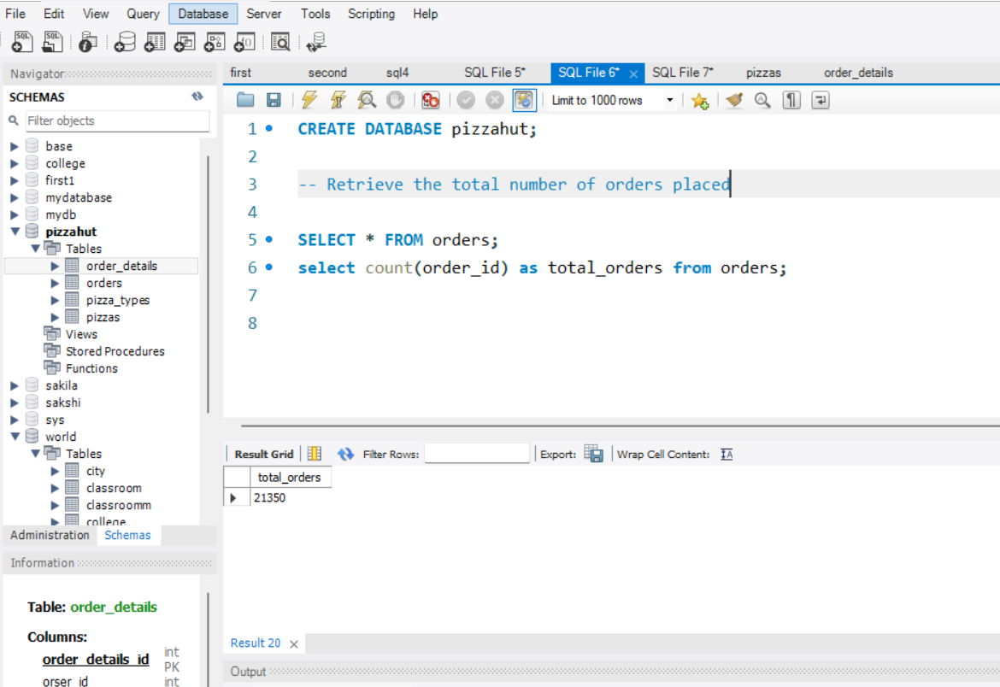 File Edit View Query Database Server Tools Scripting Help
SQL SQL
Navigator
SCHEMAS
Filter objects
base
college
first1
mydatabase
mydb
pizzahut
Tables
order_details
orders
pizza_types
pizzas
Views
Stored Procedures
Functions
sakila
sakshi
sys
world
Tables
city
classroom
classroomm
college
Administration Schemas
Information
Table: order_details
Columns:
order_details_id int PK
orser_id int
first second sql4 SQL File 5* SQL File 6* SQL File 7* pizzas order_details
Limit to 1000 rows
1 CREATE DATABASE pizzahut;
2
3 -- Retrieve the total number of orders placed
4
5 SELECT * FROM orders;
6 select count(order_id) as total_orders from orders;
7
8
Result Grid Filter Rows: Export: Wrap Cell Content:
total_orders
21350
Result 20
Output